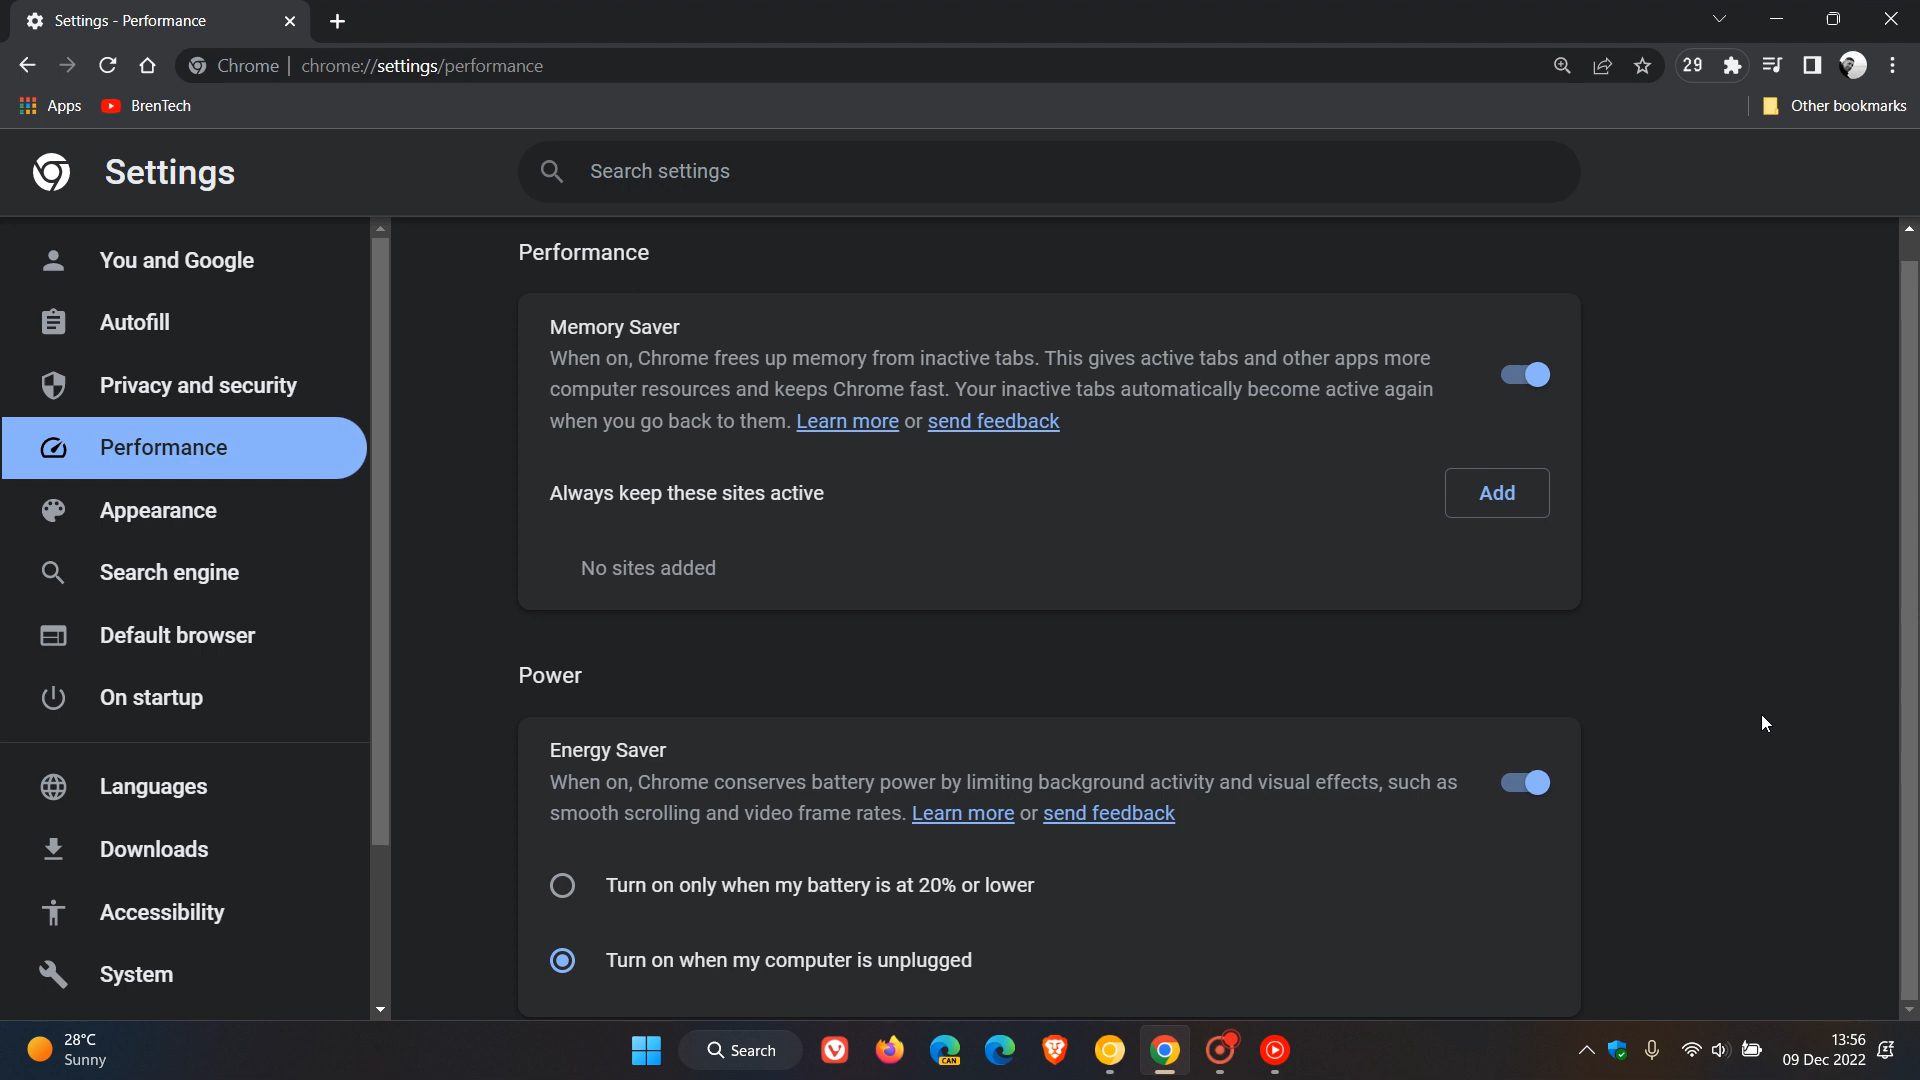 Settings - Performance
Chrome | chrome://settings/performance
29
Apps
BrenTech
Other bookmarks
Settings
Search settings
You and Google
Autofill
Privacy and security
Performance
Appearance
Search engine
Default browser
On startup
Languages
Downloads
Accessibility
System
Performance
Memory Saver
When on, Chrome frees up memory from inactive tabs. This gives active tabs and other apps more
computer resources and keeps Chrome fast. Your inactive tabs automatically become active again
when you go back to them. Learn more or send feedback
Always keep these sites active
Add
No sites added
Power
Energy Saver
When on, Chrome conserves battery power by limiting background activity and visual effects, such as
smooth scrolling and video frame rates. Learn more or send feedback
Turn on only when my battery is at 20% or lower
Turn on when my computer is unplugged
28°C
Sunny
Search
CAN
13:56
09 Dec 2022